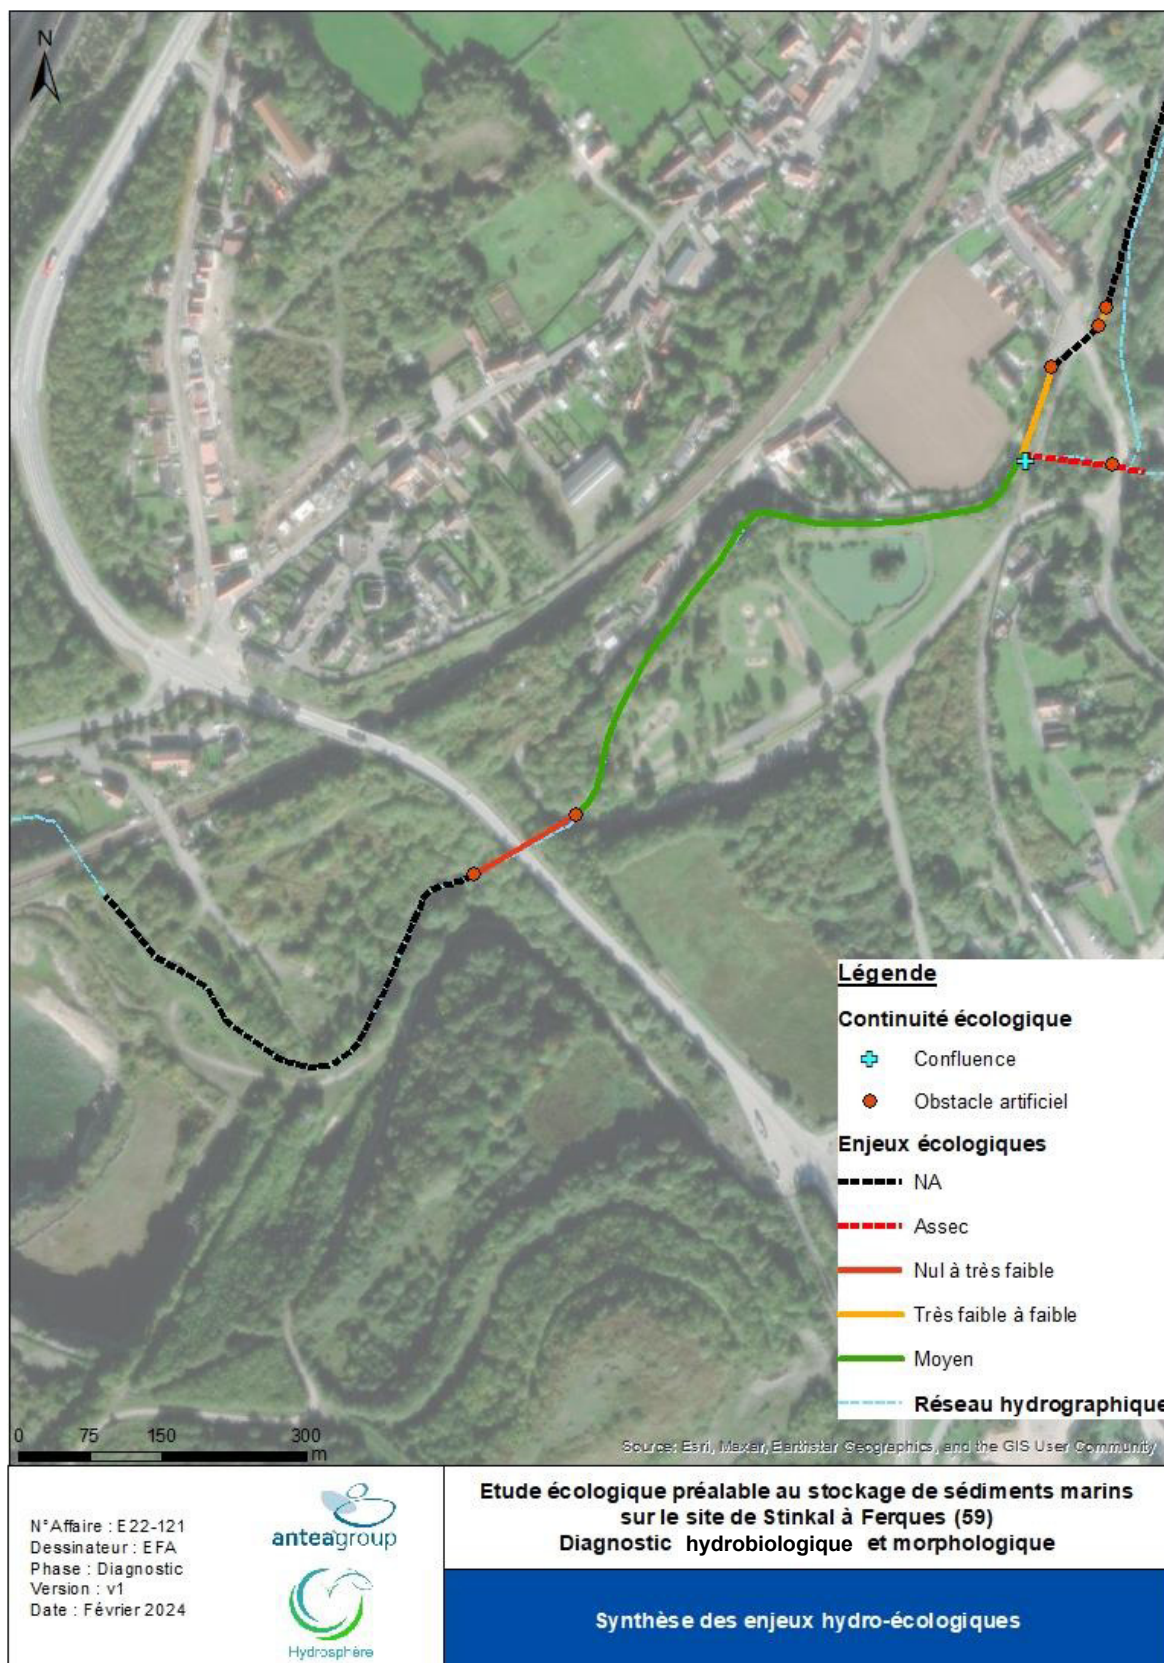 N
Légende
Continuité écologique
Confluence
Obstacle artificiel
Enjeux écologiques
NA
Assec
Nul à très faible
Très faible à faible
Moyen
Réseau hydrographique
0 75 150 300
m
Source: Esri, Maxar, Earthstar Geographics, and the GIS User Community
N°Affaire : E22-121
Dessinateur : EFA
Phase : Diagnostic
Version : v1
Date : Février 2024
anteagroup
Hydrosphère
Etude écologique préalable au stockage de sédiments marins
sur le site de Stinkal à Ferques (59)
Diagnostic hydrobiologique et morphologique
Synthèse des enjeux hydro-écologiques